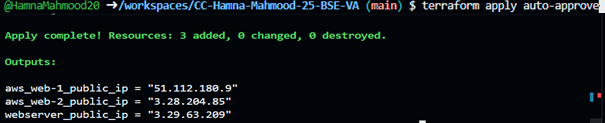 @HamnaMahmood20 ➜/workspaces/CC-Hamna-Mahmood-25-BSE-VA (main) $ terraform apply auto-approve
Apply complete! Resources: 3 added, 0 changed, 0 destroyed.
Outputs:
aws_web-1_public_ip = "51.112.180.9"
aws_web-2_public_ip = "3.28.204.85"
webserver_public_ip = "3.29.63.209"